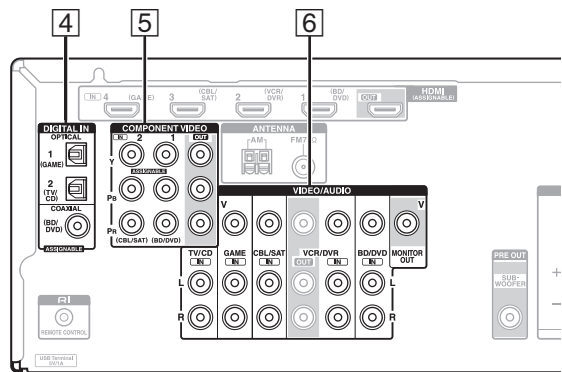 4 5 6
IN 4 (GAME) 3 (CBL/SAT) 2 (VCR/DVR) 1 (BD/DVD) OUT HDMI (ASSIGNABLE)
DIGITAL IN
OPTICAL
1
(GAME)
2
(TV/CD)
COAXIAL
(BD/DVD)
ASSIGNABLE
COMPONENT VIDEO
IN 2 1 OUT
Y
ASSIGNABLE
PB
PR
(CBL/SAT) (BD/DVD)
ANTENNA
AM FM75Ω
VIDEO/AUDIO
V V
TV/CD GAME CBL/SAT VCR/DVR BD/DVD MONITOR OUT
IN IN IN OUT IN IN
L L
R R
RI
REMOTE CONTROL
USB Terminal
5V/1A
PRE OUT
SUB-
WOOFER
+
−